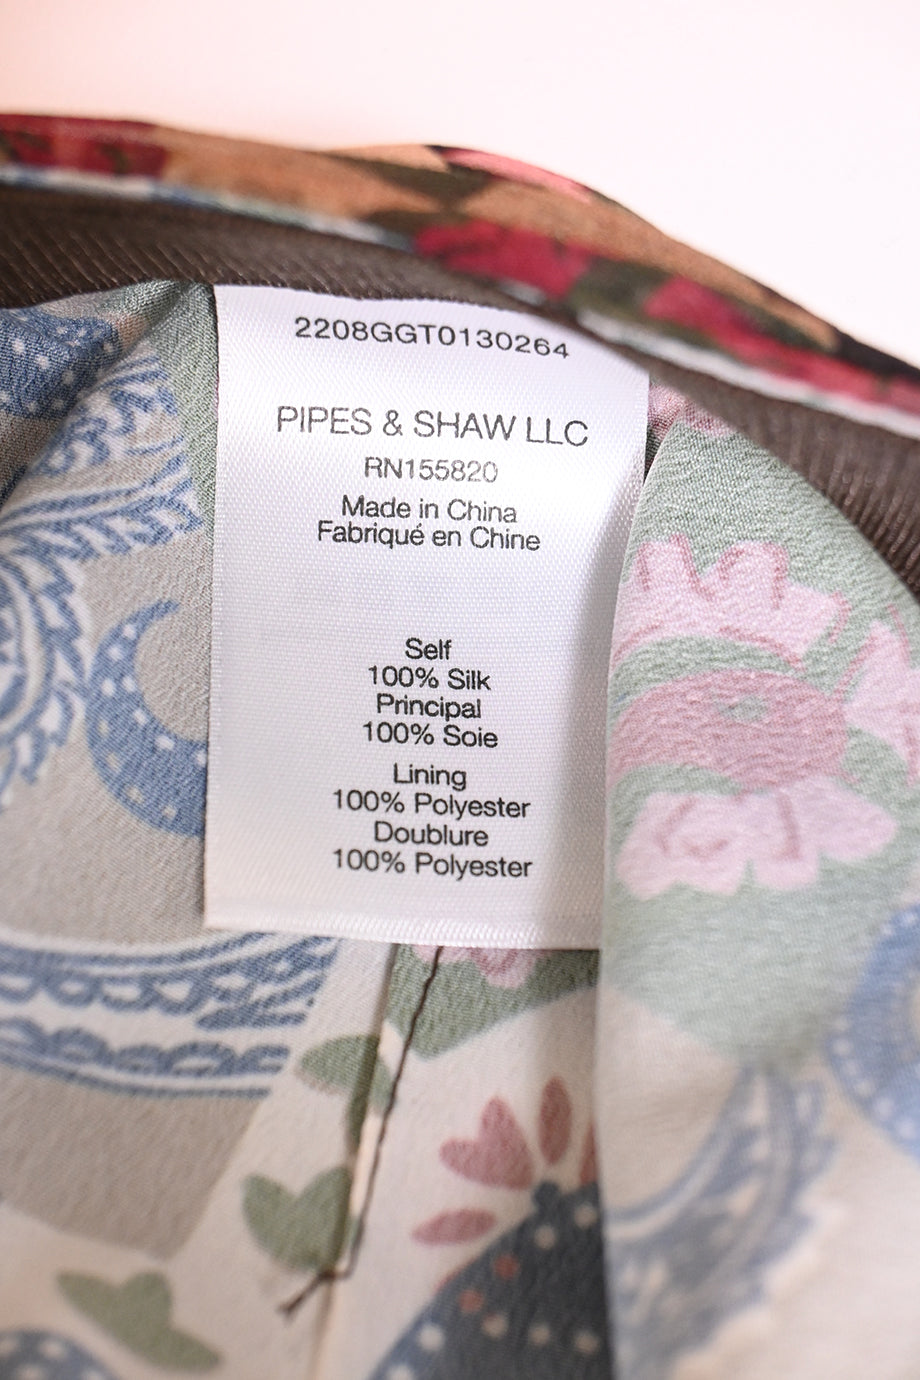 2208GGT0130264
PIPES & SHAW LLC
RN155820
Made in China
Fabriqué en Chine
Self
100% Silk
Principal
100% Soie
Lining
100% Polyester
Doublure
100% Polyester